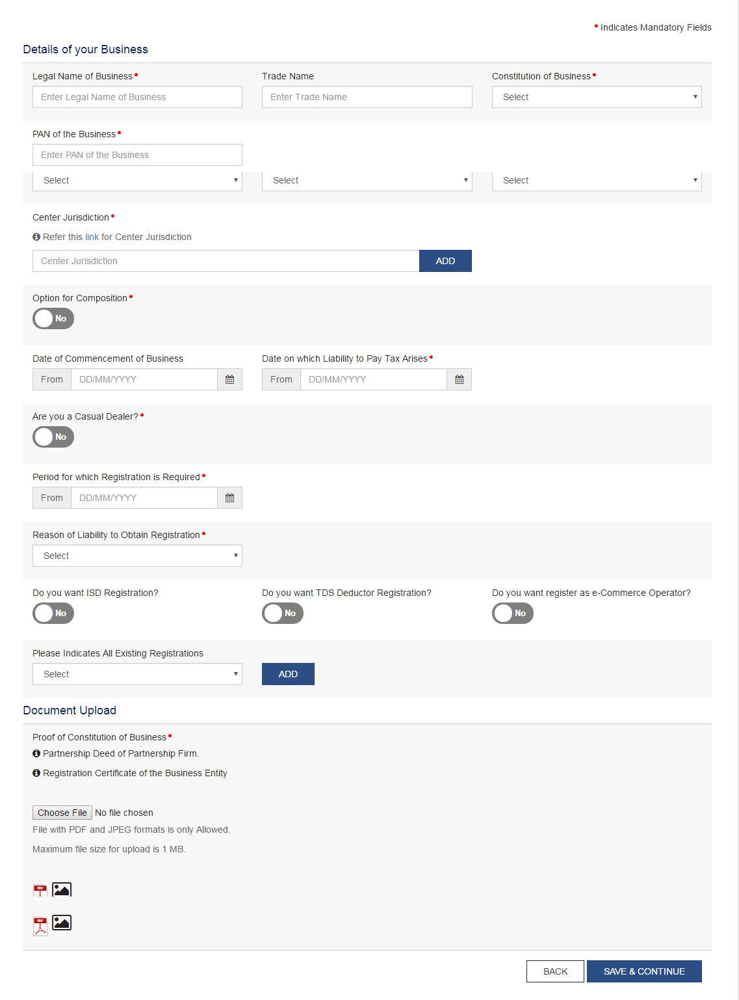 • Indicates Mandatory Fields
Details of your Business
Legal Name of Business• Trade Name Constitution of Business•
Enter Legal Name of Business Enter Trade Name Select
PAN of the Business•
Enter PAN of the Business
Select Select Select
Center Jurisdiction•
Refer this link for Center Jurisdiction
Center Jurisdiction ADD
Option for Composition•
No
Date of Commencement of Business Date on which Liability to Pay Tax Arises•
From DD/MM/YYYY From DD/MM/YYYY
Are you a Casual Dealer?•
No
Period for which Registration is Required•
From DD/MM/YYYY
Reason of Liability to Obtain Registration•
Select
Do you want ISD Registration? Do you want TDS Deductor Registration? Do you want register as e-Commerce Operator?
No No No
Please Indicates All Existing Registrations
Select ADD
Document Upload
Proof of Constitution of Business•
Partnership Deed of Partnership Firm.
Registration Certificate of the Business Entity
Choose File No file chosen
File with PDF and JPEG formats is only Allowed.
Maximum file size for upload is 1 MB.
PDF
PDF
BACK SAVE & CONTINUE